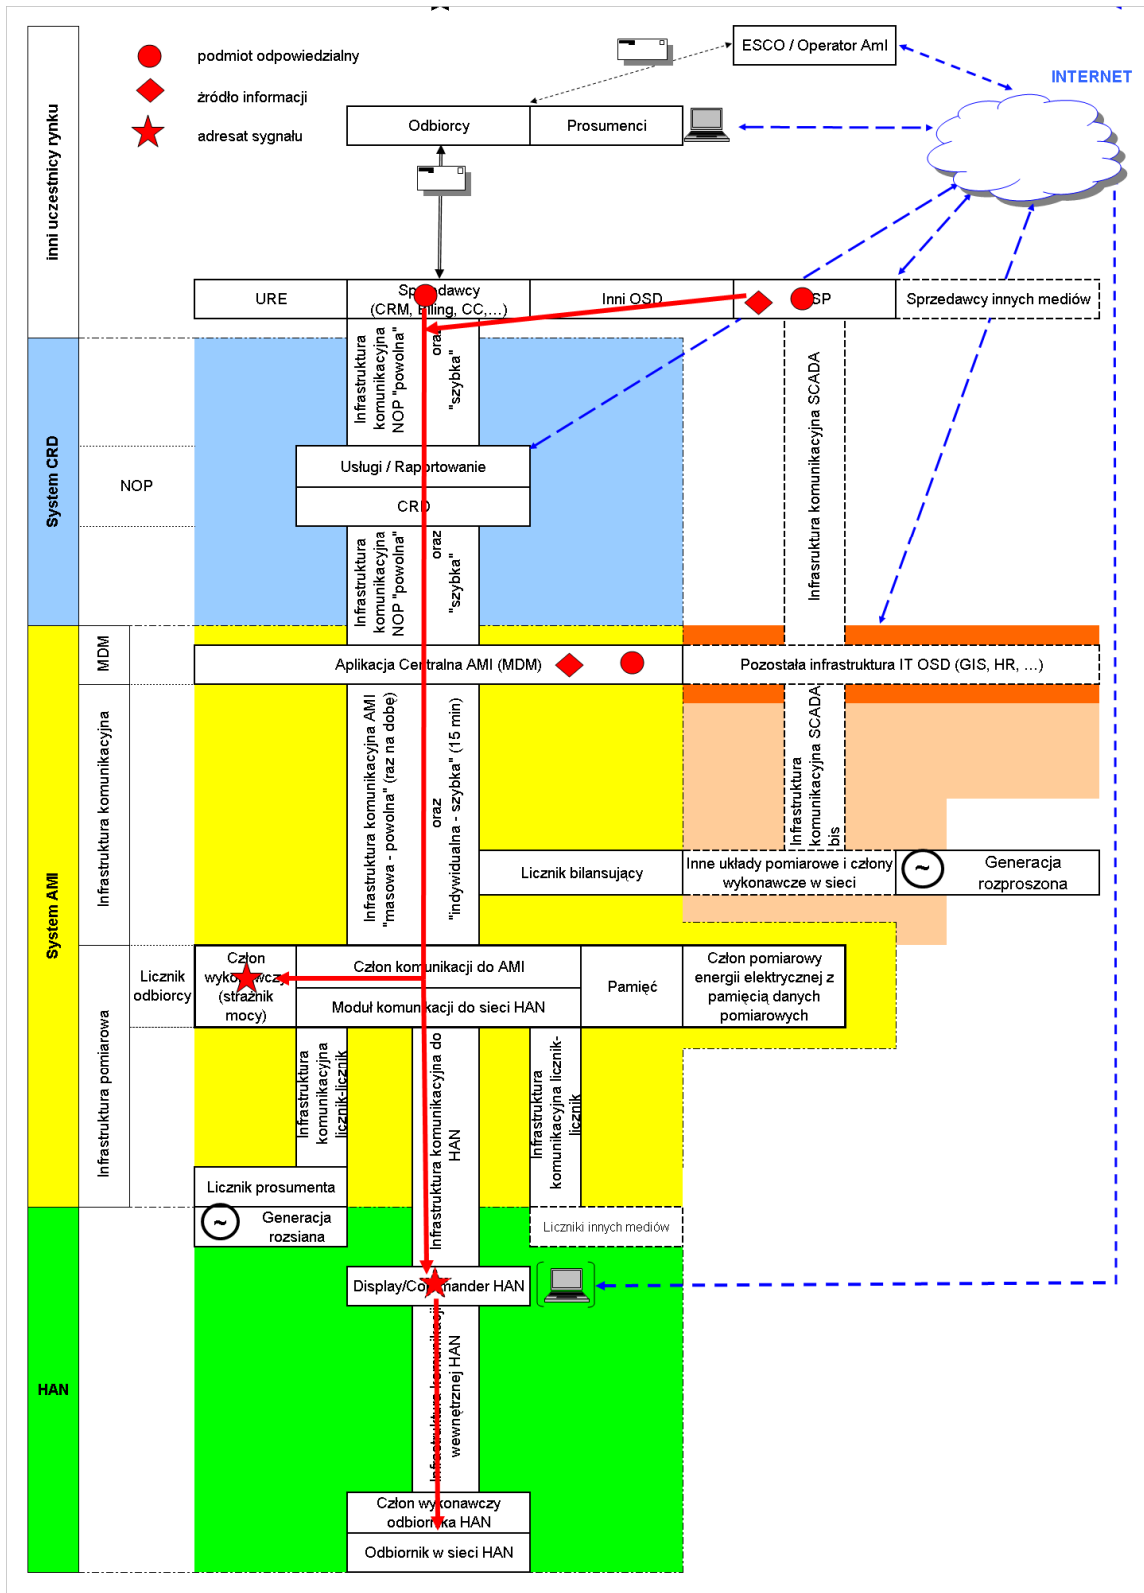 ESCO / Operator AmI
podmiot odpowiedzialny
INTERNET
źródło informacji
Odbiorcy
Prosumenci
adresat sygnału
inni uczestnicy rynku
URE
Sprzedawcy
(CRM, Biling, CC,...)
Inni OSD
OSP
Sprzedawcy innych mediów
Infrastruktura
komunikacyjna
NOP "powolna"
oraz
"szybka"
Infrasruktura komunikacyjna SCADA
System CRD
NOP
Usługi / Raportowanie
CRD
Infrastruktura
komunikacyjna
NOP "powolna"
oraz
"szybka"
MDM
Aplikacja Centralna AMI (MDM)
Pozostała infrastruktura IT OSD (GIS, HR, ...)
System AMI
Infrastruktura komunikacyjna
Infrastruktura komunikacyjna AMI
"masowa - powolna" (raz na dobę)
oraz
"indywidualna - szybka" (15 min)
Infrastruktura
komunikacyjna SCADA
bis
Licznik bilansujący
Inne układy pomiarowe i człony
wykonawcze w sieci
~
Generacja
rozproszona
Infrastruktura pomiarowa
Licznik
odbiorcy
Człon
wykonawczy
(strażnik
mocy)
Człon komunikacji do AMI
Moduł komunikacji do sieci HAN
Pamięć
Człon pomiarowy
energii elektrycznej z
pamięcią danych
pomiarowych
Infrastruktura
komunikacyjna
licznik-licznik
Infrastruktura komunikacyjna do
HAN
Infrastruktura
komunikacyjna licznik-
licznik
Licznik prosumenta
~
Generacja
rozsiana
Liczniki innych mediów
HAN
Display/Commander HAN
Infrastruktura komunikacji
wewnętrznej HAN
Człon wykonawczy
odbiornika HAN
Odbiornik w sieci HAN